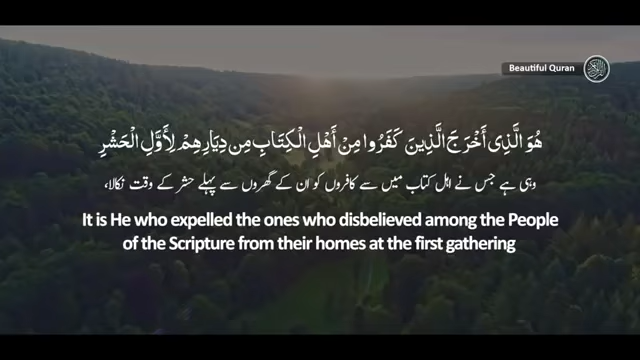 Beautiful Quran
هُوَ الَّذِى أَخْرَجَ الَّذِينَ كَفَرُوا مِنْ أَهْلِ الْكِتَابِ مِن دِيَارِهِمْ لِأَوَّلِ الْحَشْرِ
وہی ہے جس نے اہل کتاب میں سے کافروں کو ان کے گھروں سے پہلے حشر کے وقت نکالا،
It is He who expelled the ones who disbelieved among the People
of the Scripture from their homes at the first gathering